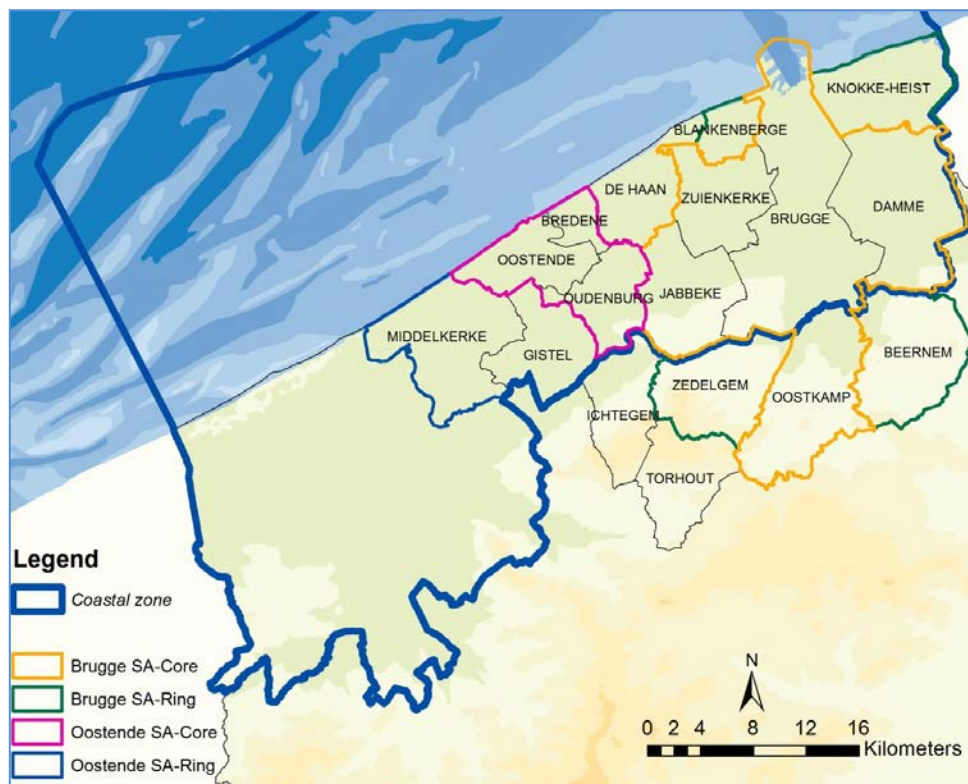 KNOKKE-HEIST
BLANKENBERGE
DE HAAN
ZUIENKERKE
BRUGGE
DAMME
BREDENE
OOSTENDE
OUDENBURG
JABBEKE
MIDDELKERKE
GISTEL
BEERNEM
ZEDELGEM
OOSTKAMP
ICHTEGEM
TORHOUT
Legend
Coastal zone
Brugge SA-Core
Brugge SA-Ring
Oostende SA-Core
Oostende SA-Ring
N
0 2 4 8 12 16
Kilometers